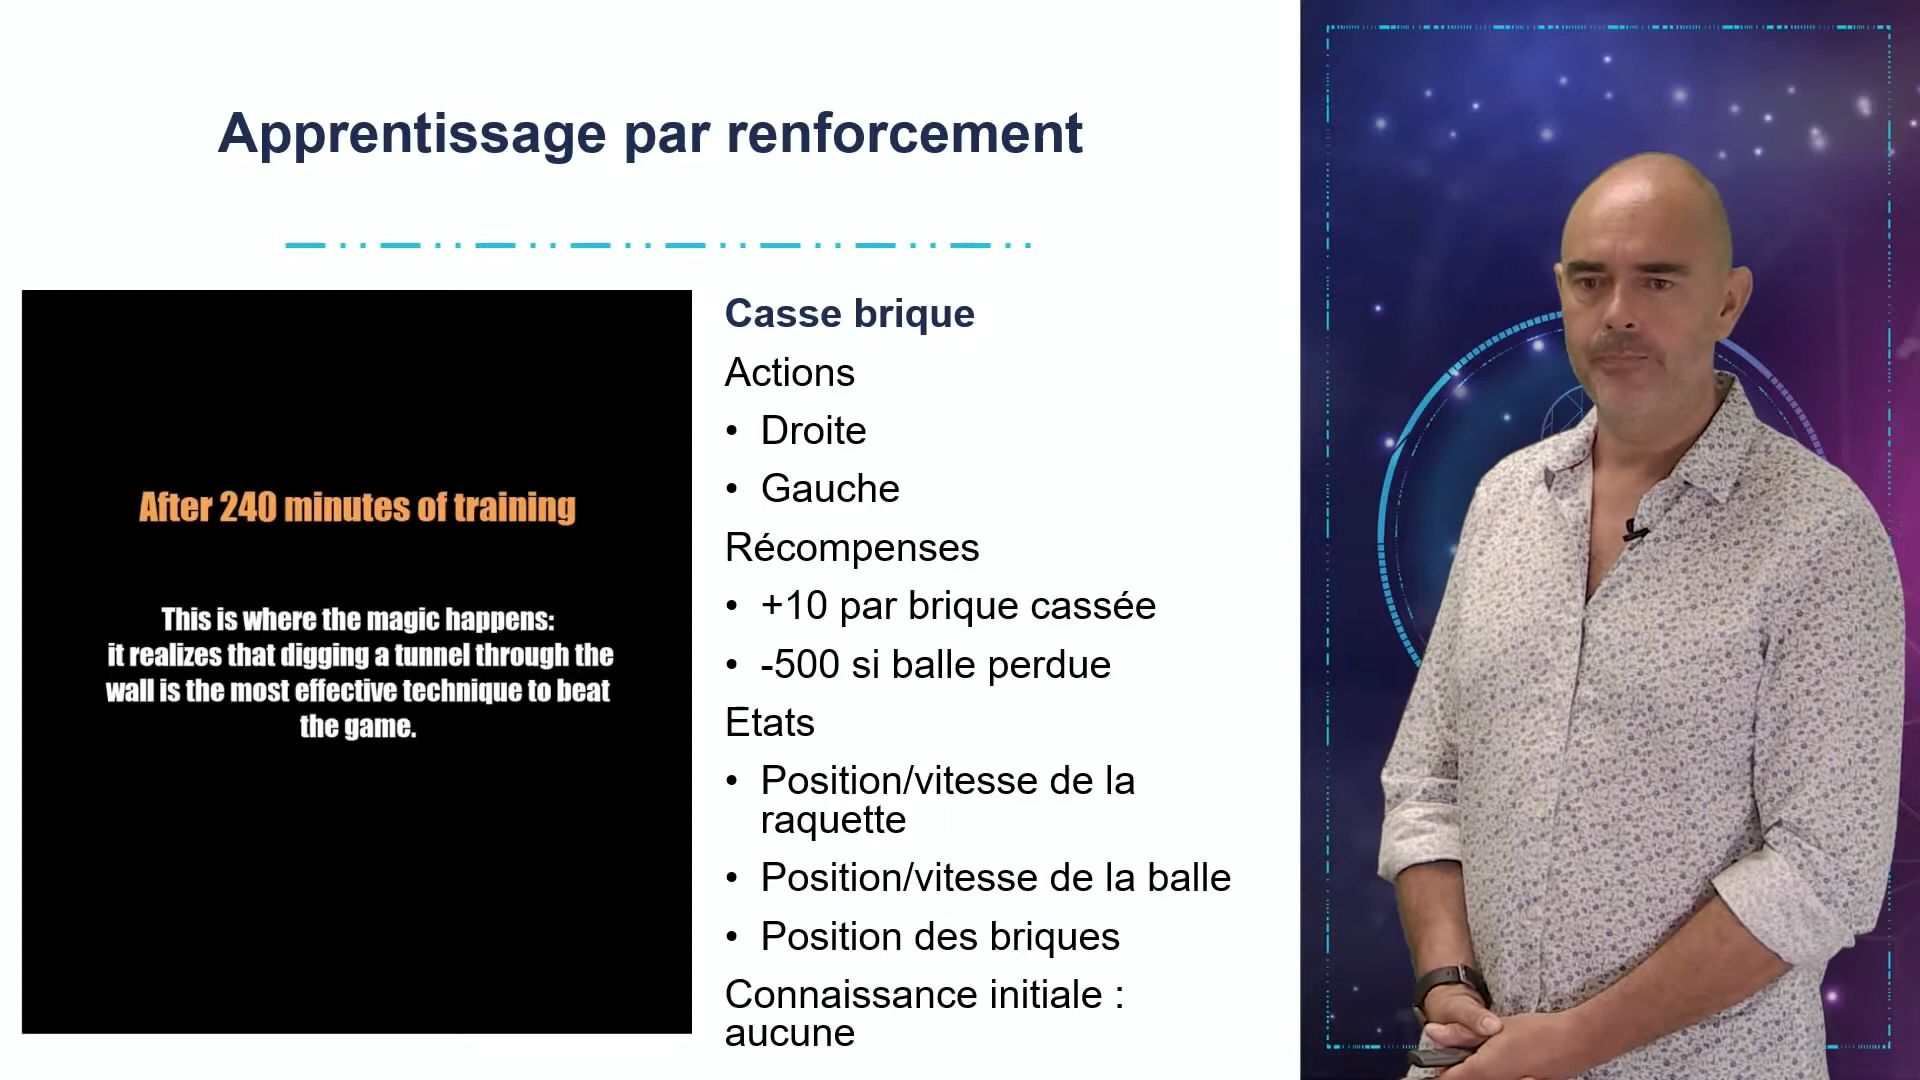 Apprentissage par renforcement
After 240 minutes of training
This is where the magic happens:
it realizes that digging a tunnel through the
wall is the most effective technique to beat
the game.
Casse brique
Actions
• Droite
• Gauche
Récompenses
• +10 par brique cassée
• -500 si balle perdue
Etats
• Position/vitesse de la
raquette
• Position/vitesse de la balle
• Position des briques
Connaissance initiale :
aucune